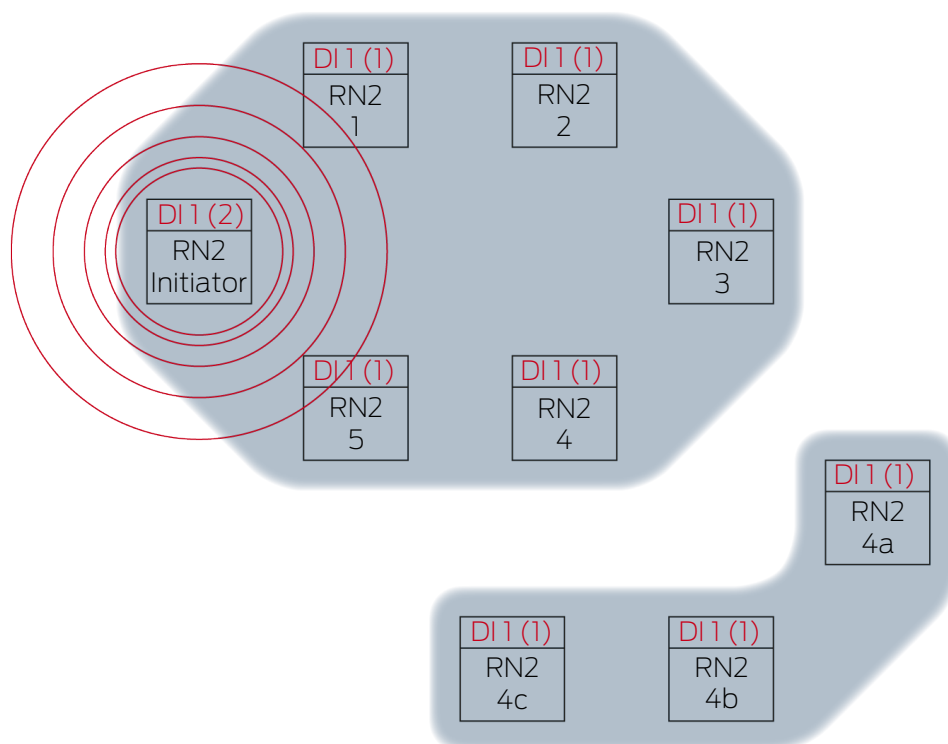 DI 1 (1)
RN2
1
DI 1 (1)
RN2
2
DI 1 (2)
RN2
Initiator
DI 1 (1)
RN2
3
DI 1 (1)
RN2
5
DI 1 (1)
RN2
4
DI 1 (1)
RN2
4a
DI 1 (1)
RN2
4c
DI 1 (1)
RN2
4b